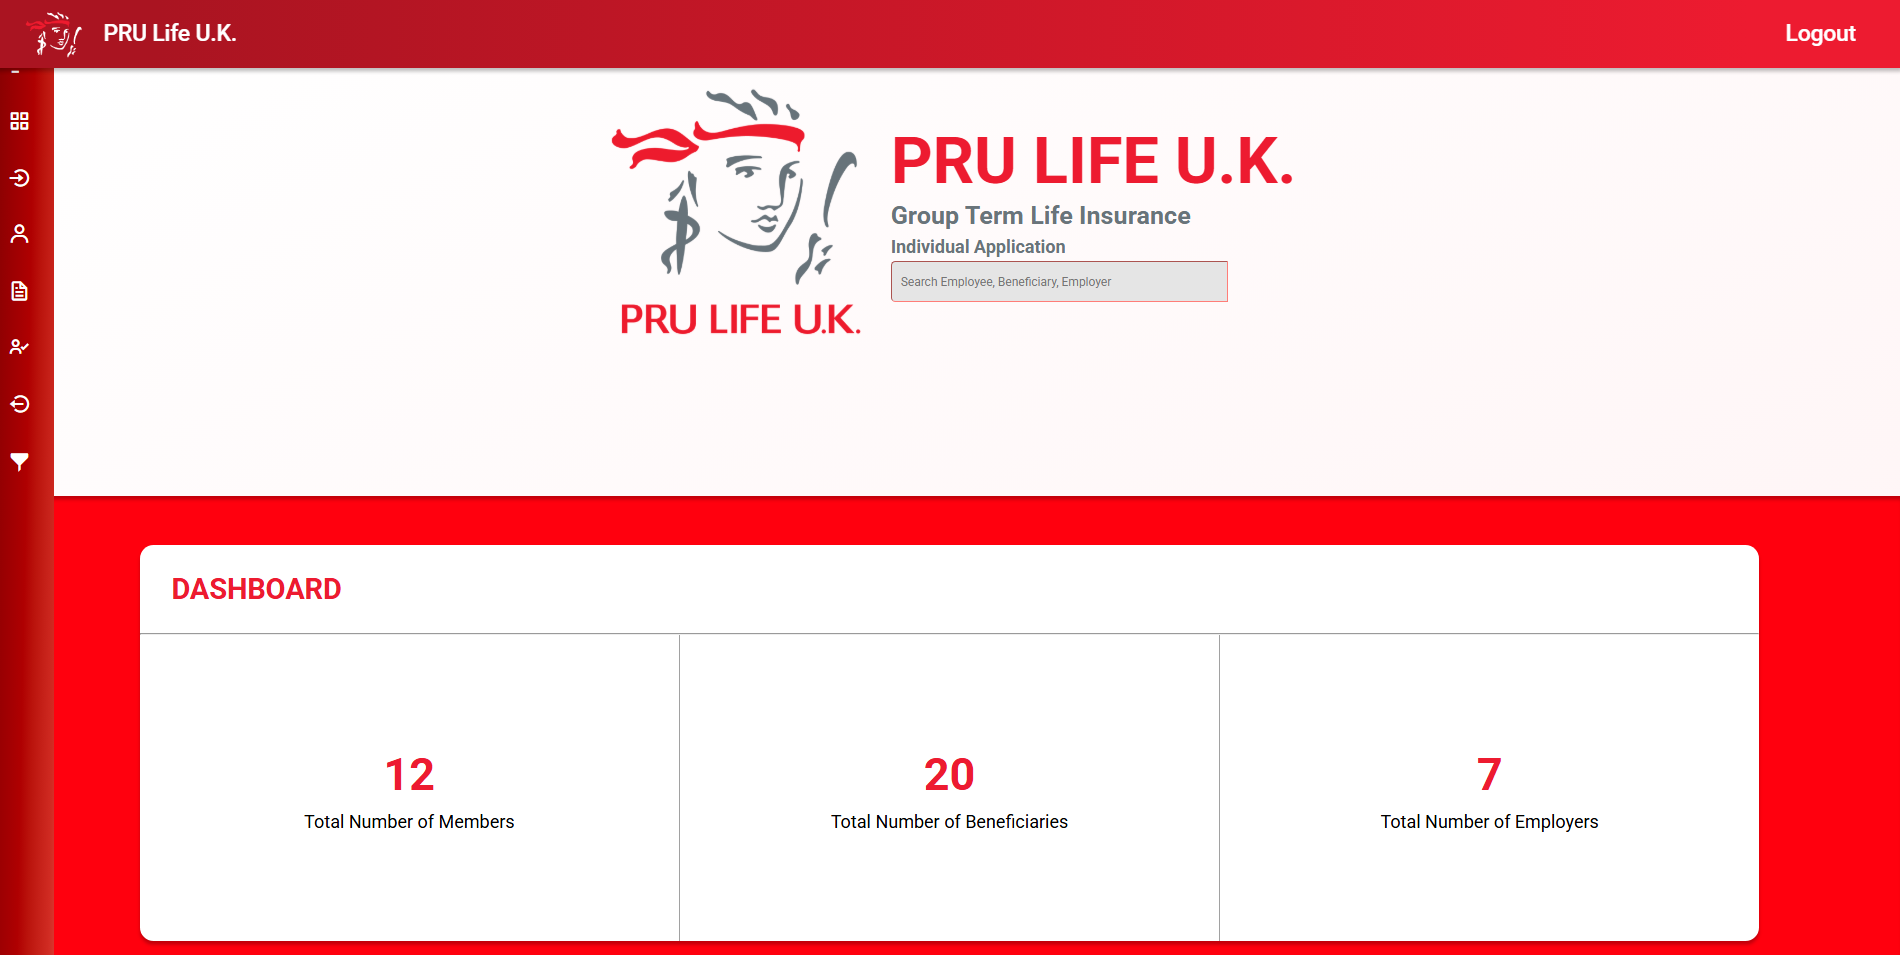 PRU Life U.K.
Logout
PRU LIFE U.K.
PRU LIFE U.K.
Group Term Life Insurance
Individual Application
Search Employee, Beneficiary, Employer
DASHBOARD
12
Total Number of Members
20
Total Number of Beneficiaries
7
Total Number of Employers